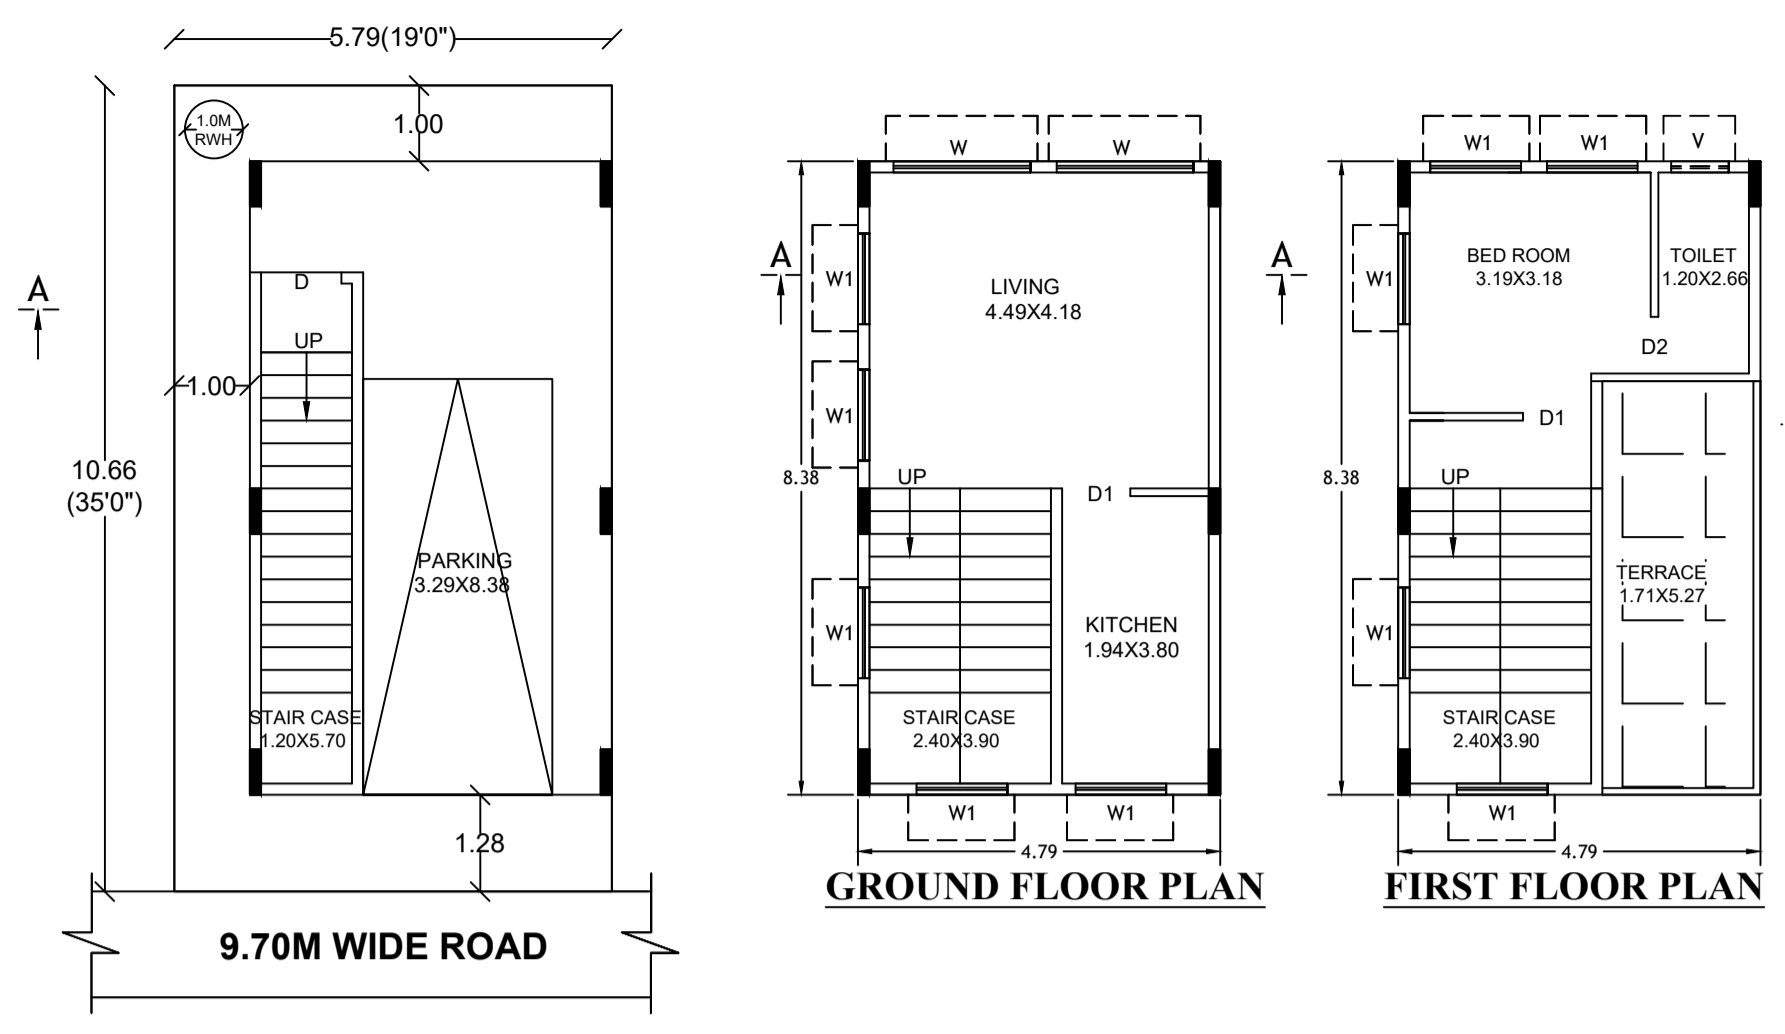 5.79(19'0")
1.0M
RWH
1.00
A
D
UP
1.00
10.66
(35'0")
PARKING
3.29X8.38
STAIR CASE
1.20X5.70
1.28
9.70M WIDE ROAD
W
W
A
W1
LIVING
4.49X4.18
W1
8.38
UP
D1
W1
KITCHEN
1.94X3.80
STAIR CASE
2.40X3.90
W1
W1
4.79
GROUND FLOOR PLAN
W1
W1
V
A
W1
BED ROOM
3.19X3.18
TOILET
1.20X2.66
D2
D1
8.38
UP
TERRACE
1.71X5.27
W1
STAIR CASE
2.40X3.90
W1
4.79
FIRST FLOOR PLAN